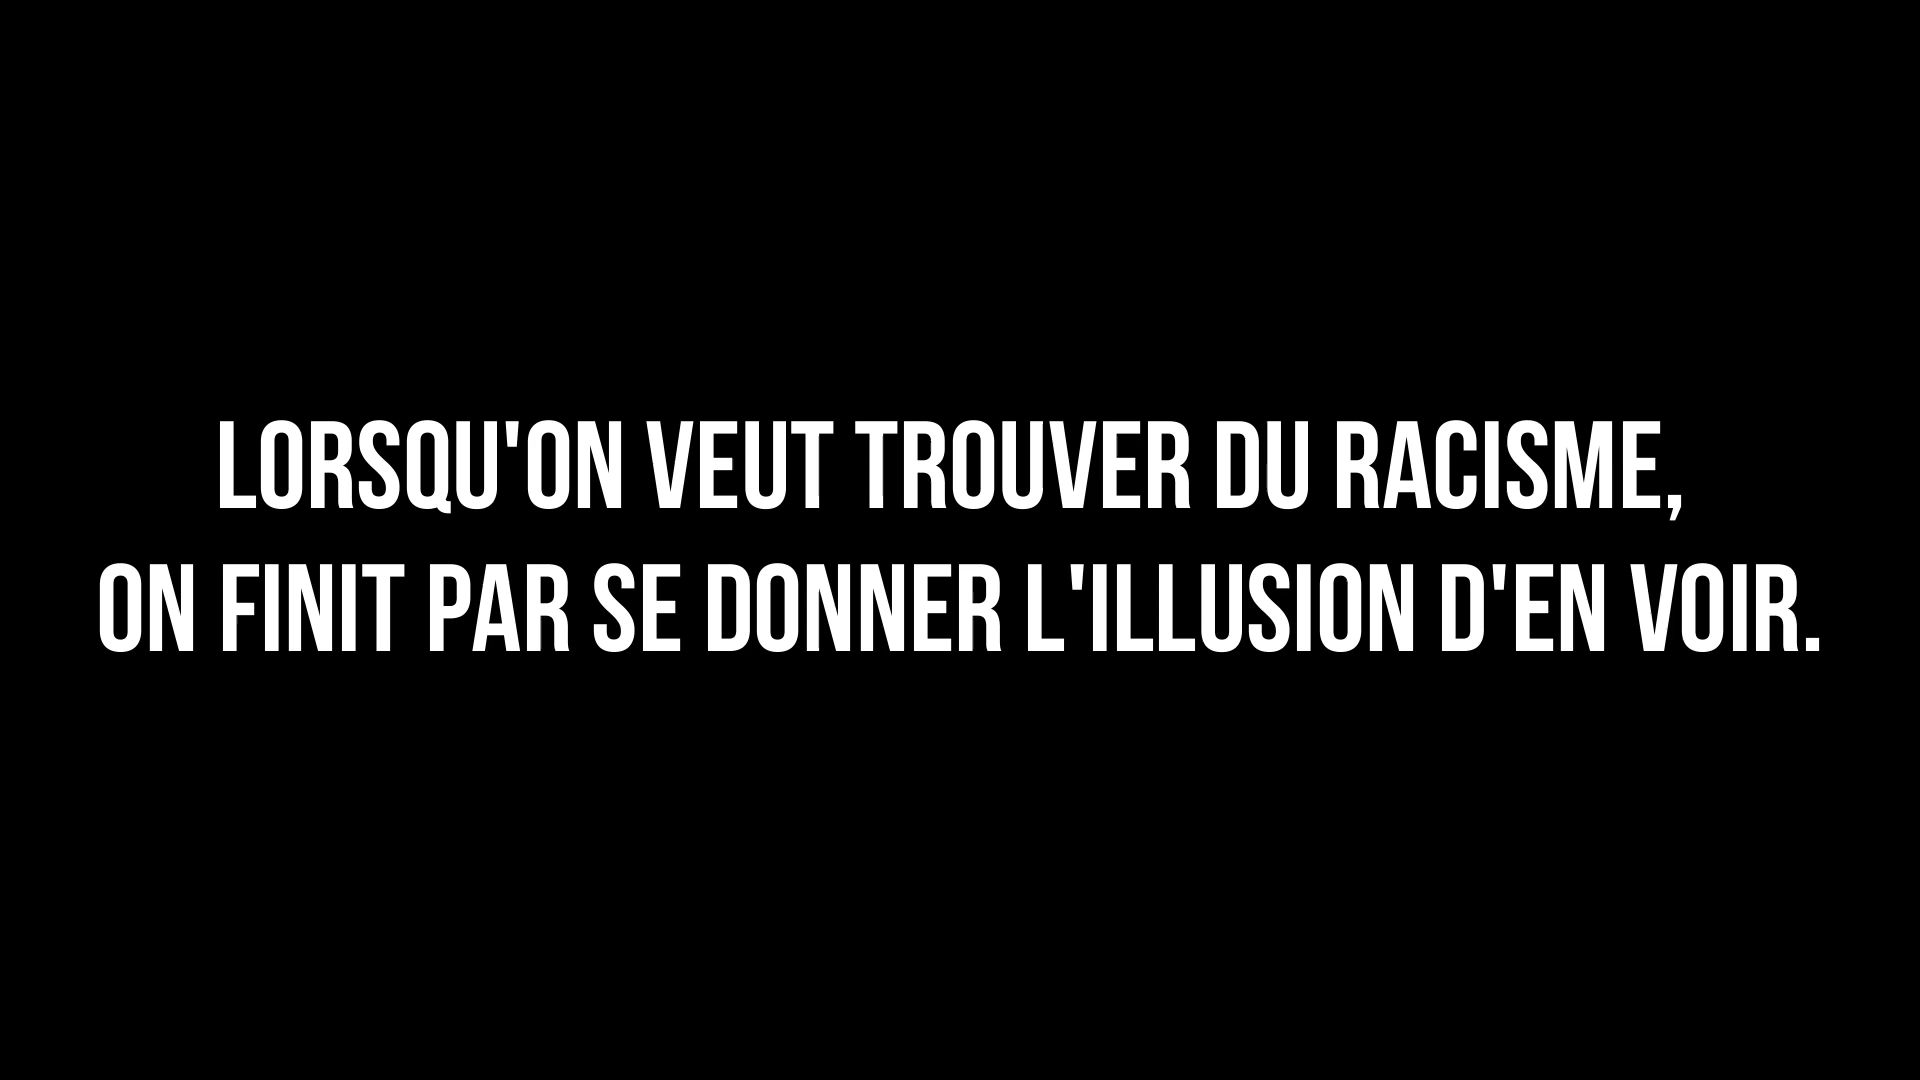 LORSQU'ON VEUT TROUVER DU RACISME,
ON FINIT PAR SE DONNER L'ILLUSION D'EN VOIR.